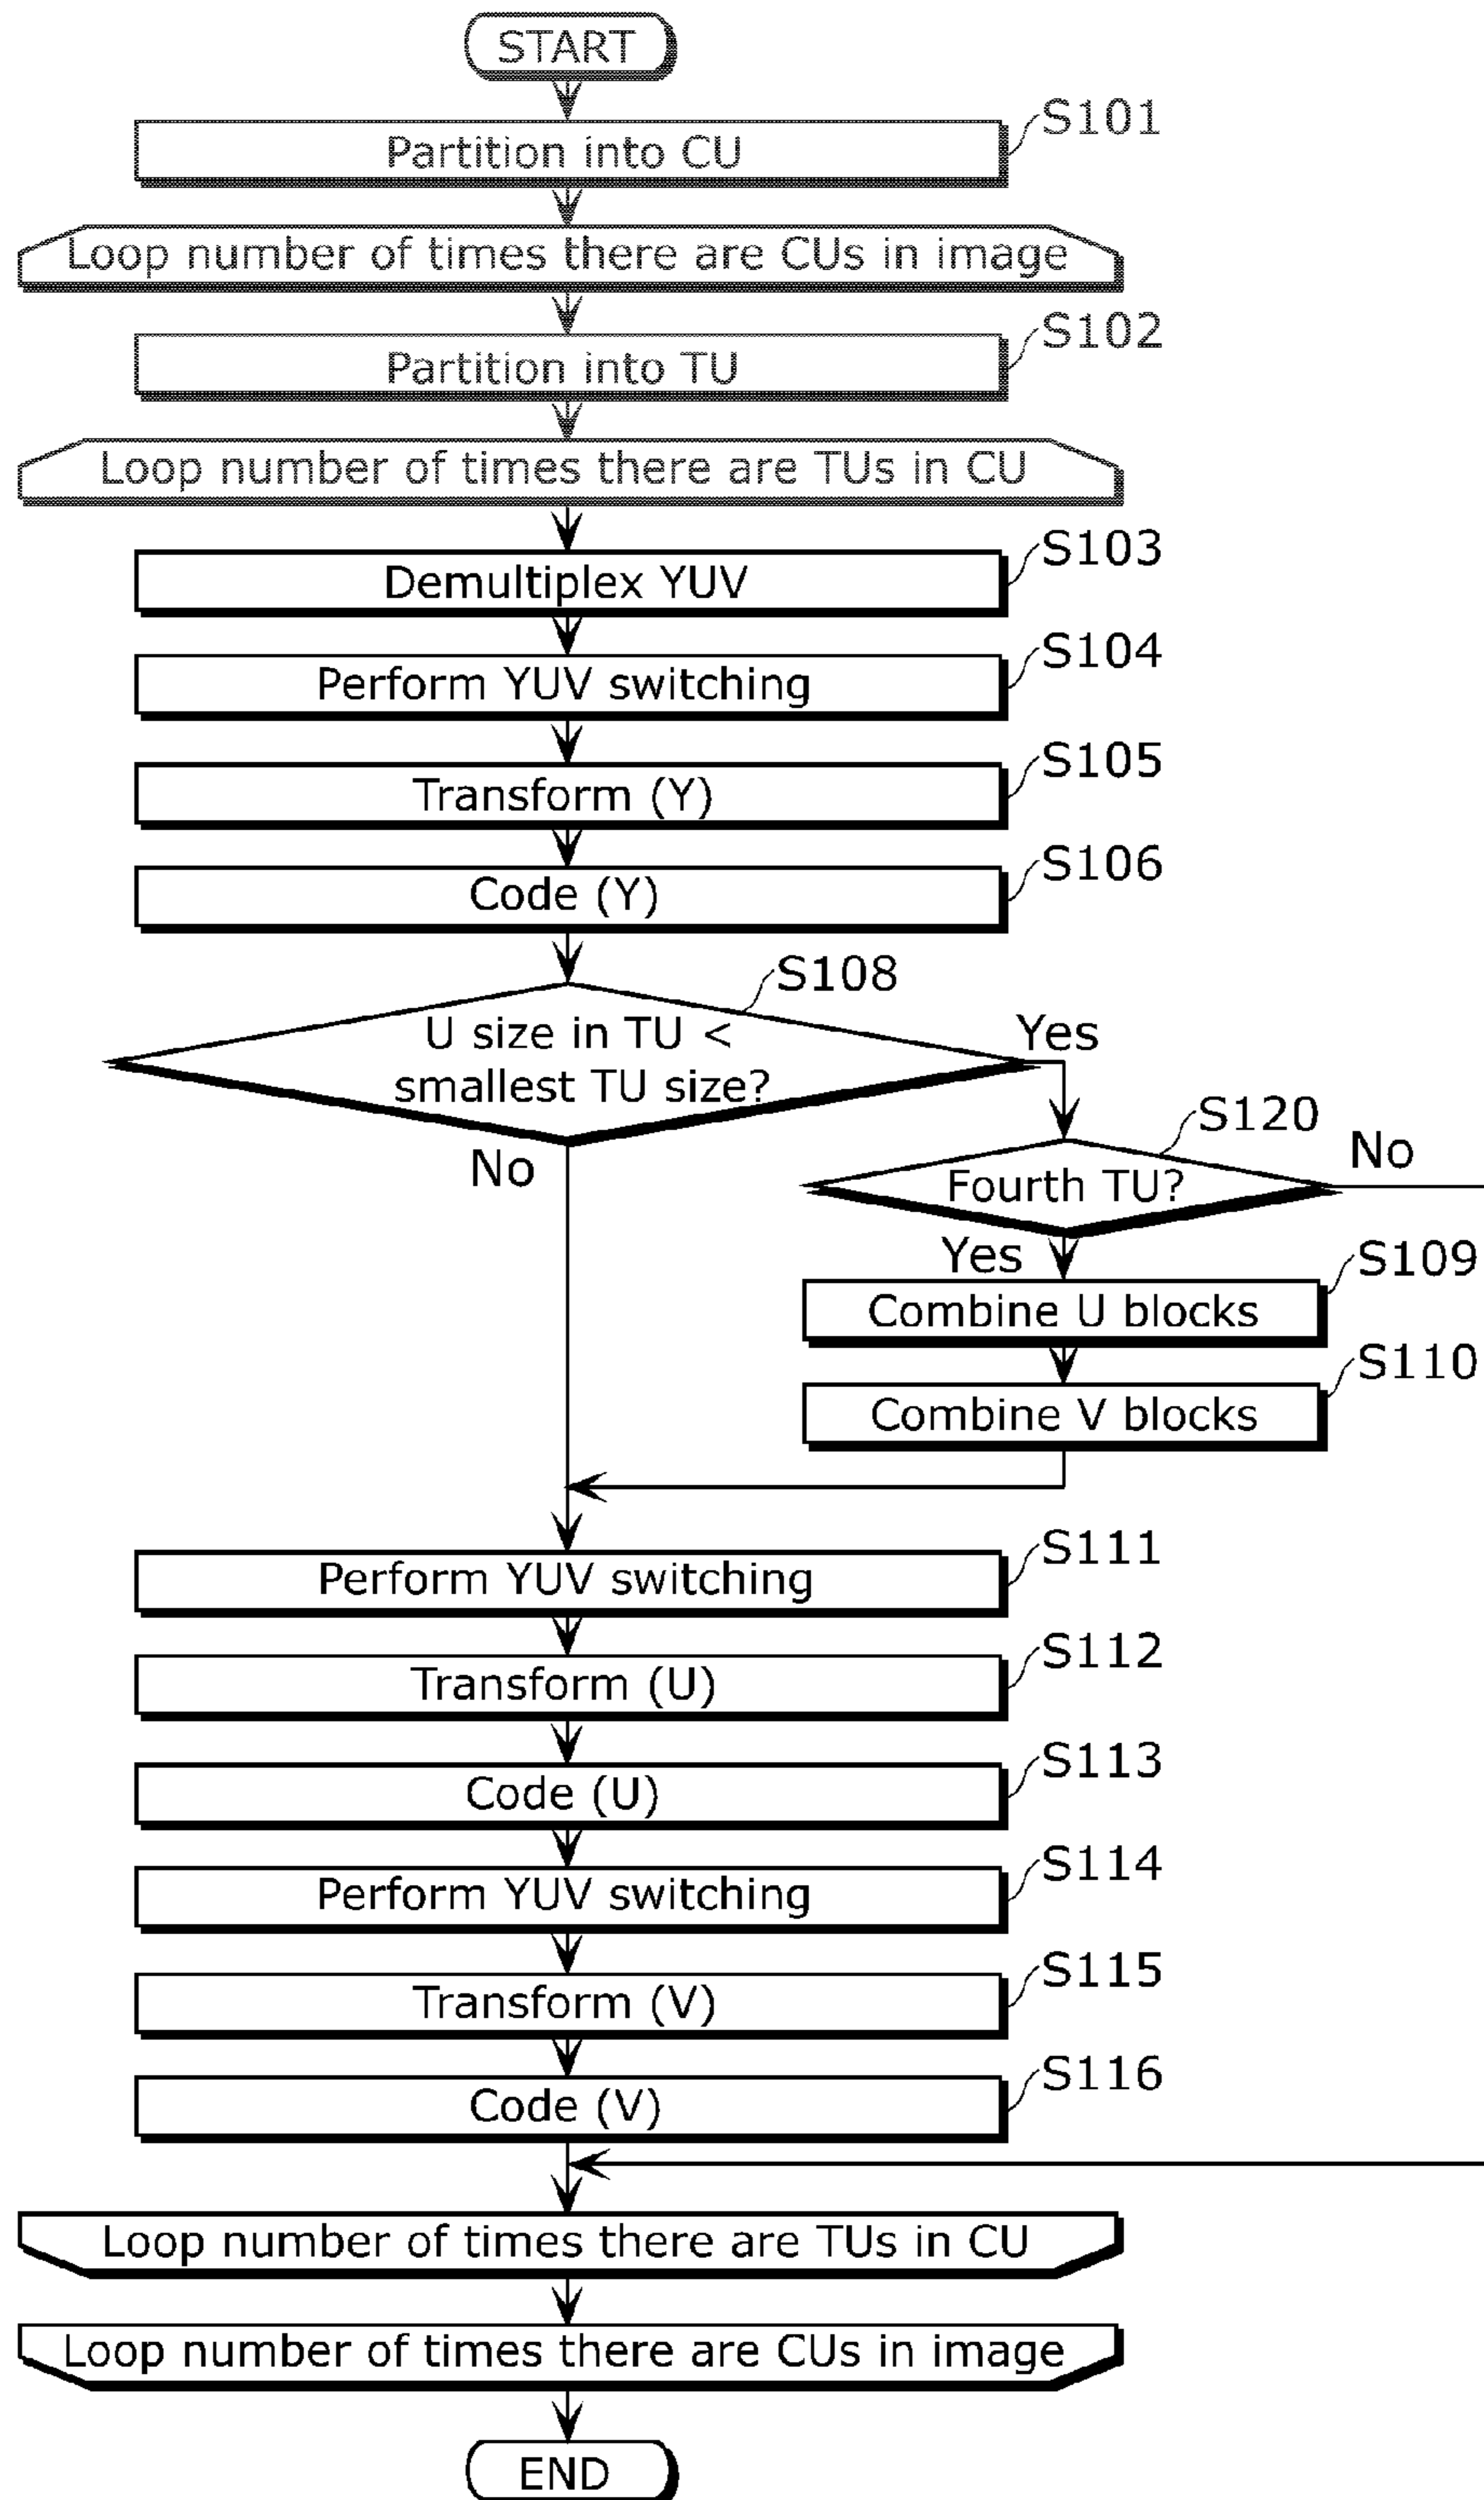 START
S101
Partition into CU
Loop number of times there are CUs in image
S102
Partition into TU
Loop number of times there are TUs in CU
S103
Demultiplex YUV
S104
Perform YUV switching
S105
Transform (Y)
S106
Code (Y)
S108
U size in TU <
smallest TU size?
Yes
No
S120
Fourth TU?
No
Yes
S109
Combine U blocks
S110
Combine V blocks
S111
Perform YUV switching
S112
Transform (U)
S113
Code (U)
S114
Perform YUV switching
S115
Transform (V)
S116
Code (V)
Loop number of times there are TUs in CU
Loop number of times there are CUs in image
END